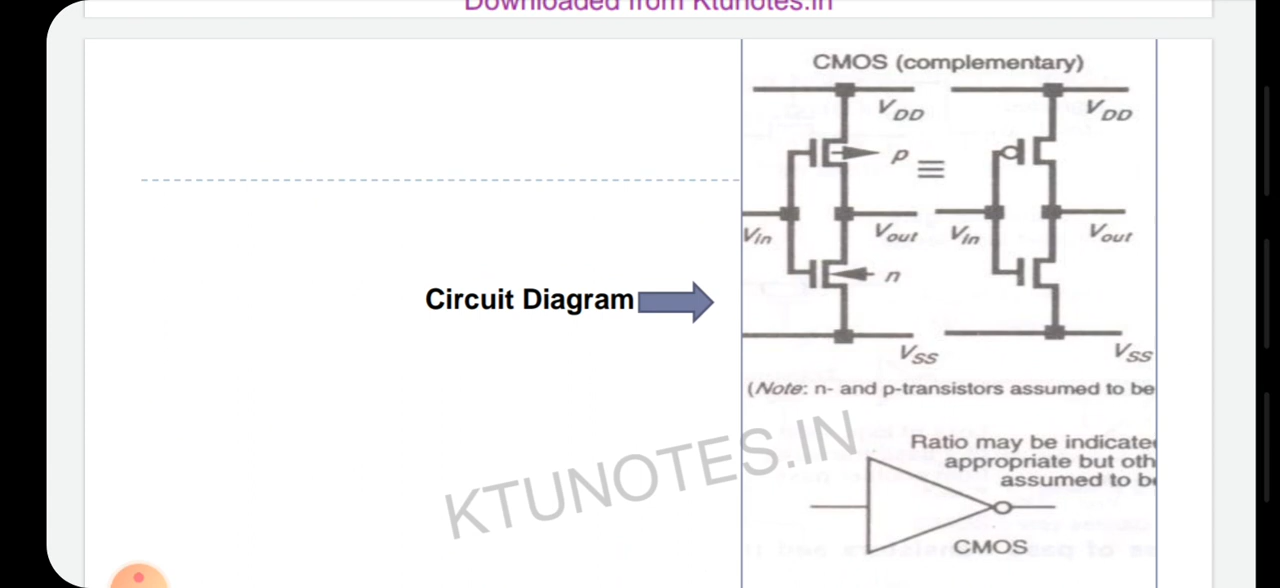 Downloaded from Ktunotes.in
CMOS (complementary)
VDD
VDD
p
≡
Vin
Vout
Vin
Vout
n
Circuit Diagram
VSS
VSS
(Note: n- and p-transistors assumed to be
KTUNOTES.IN
Ratio may be indicate
appropriate but oth
assumed to b
CMOS